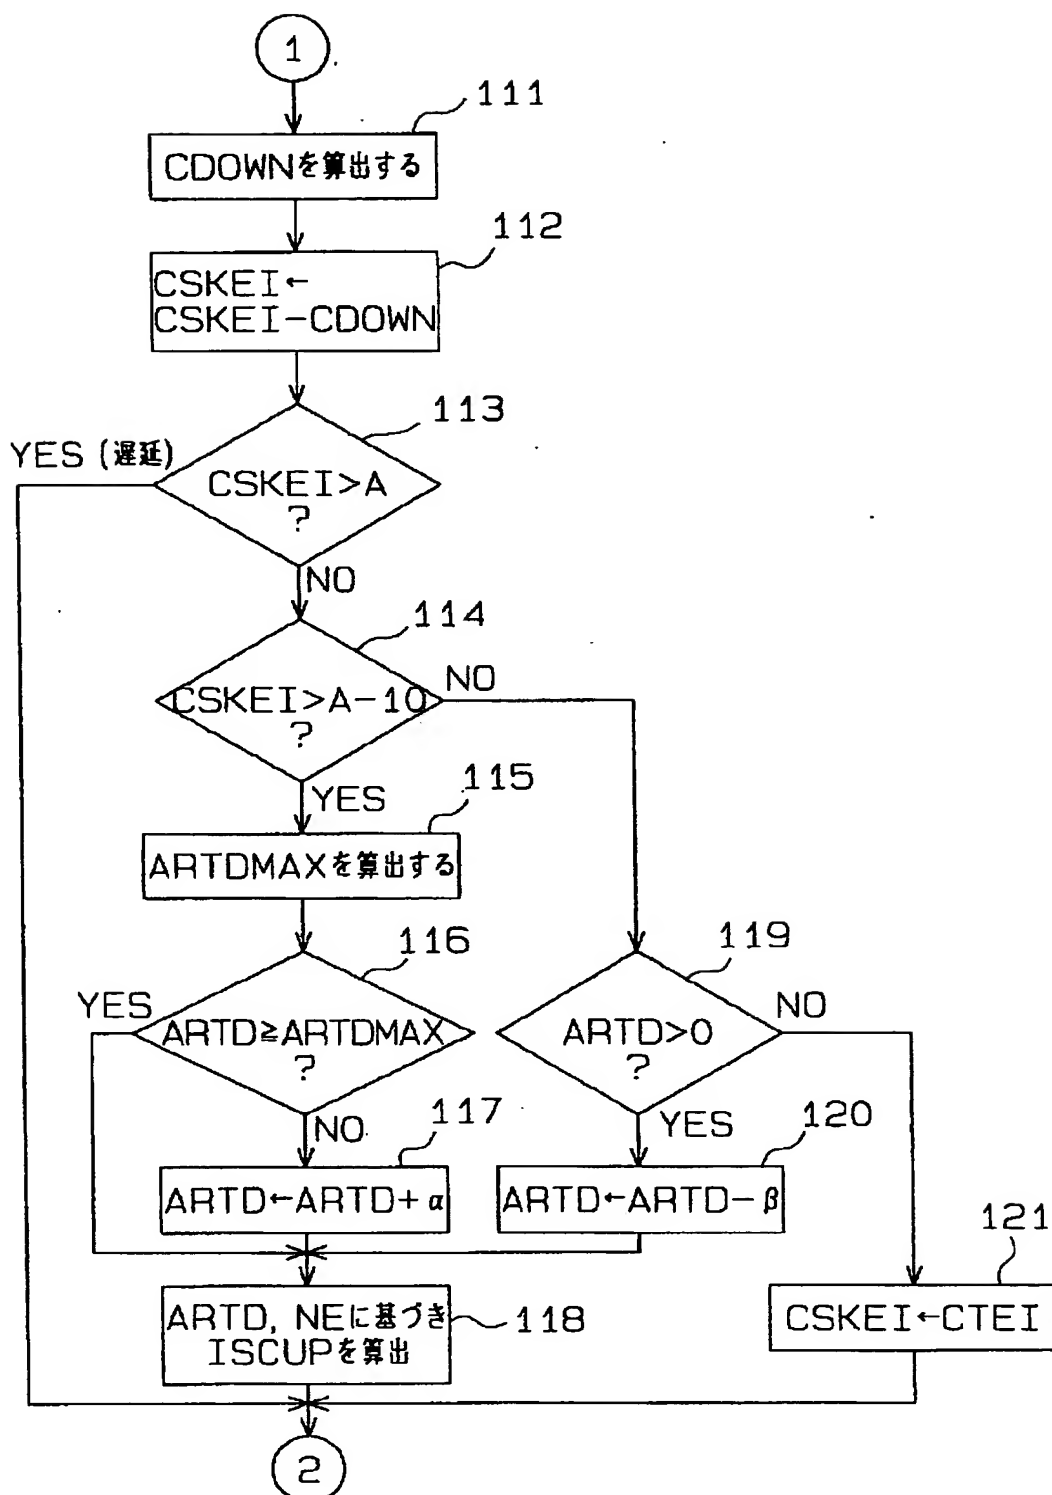 1
111
CDOWNを算出する
112
CSKEI←
CSKEI-CDOWN
113
YES (遅延)
CSKEI>A
?
NO
114
CSKEI>A-10
?
NO
YES
115
ARTDMAXを算出する
116
YES
ARTD≧ARTDMAX
?
NO
119
ARTD>0
?
NO
YES
117
ARTD←ARTD+α
120
ARTD←ARTD-β
121
CSKEI←CTEI
ARTD, NEに基づき
ISCUPを算出
118
2